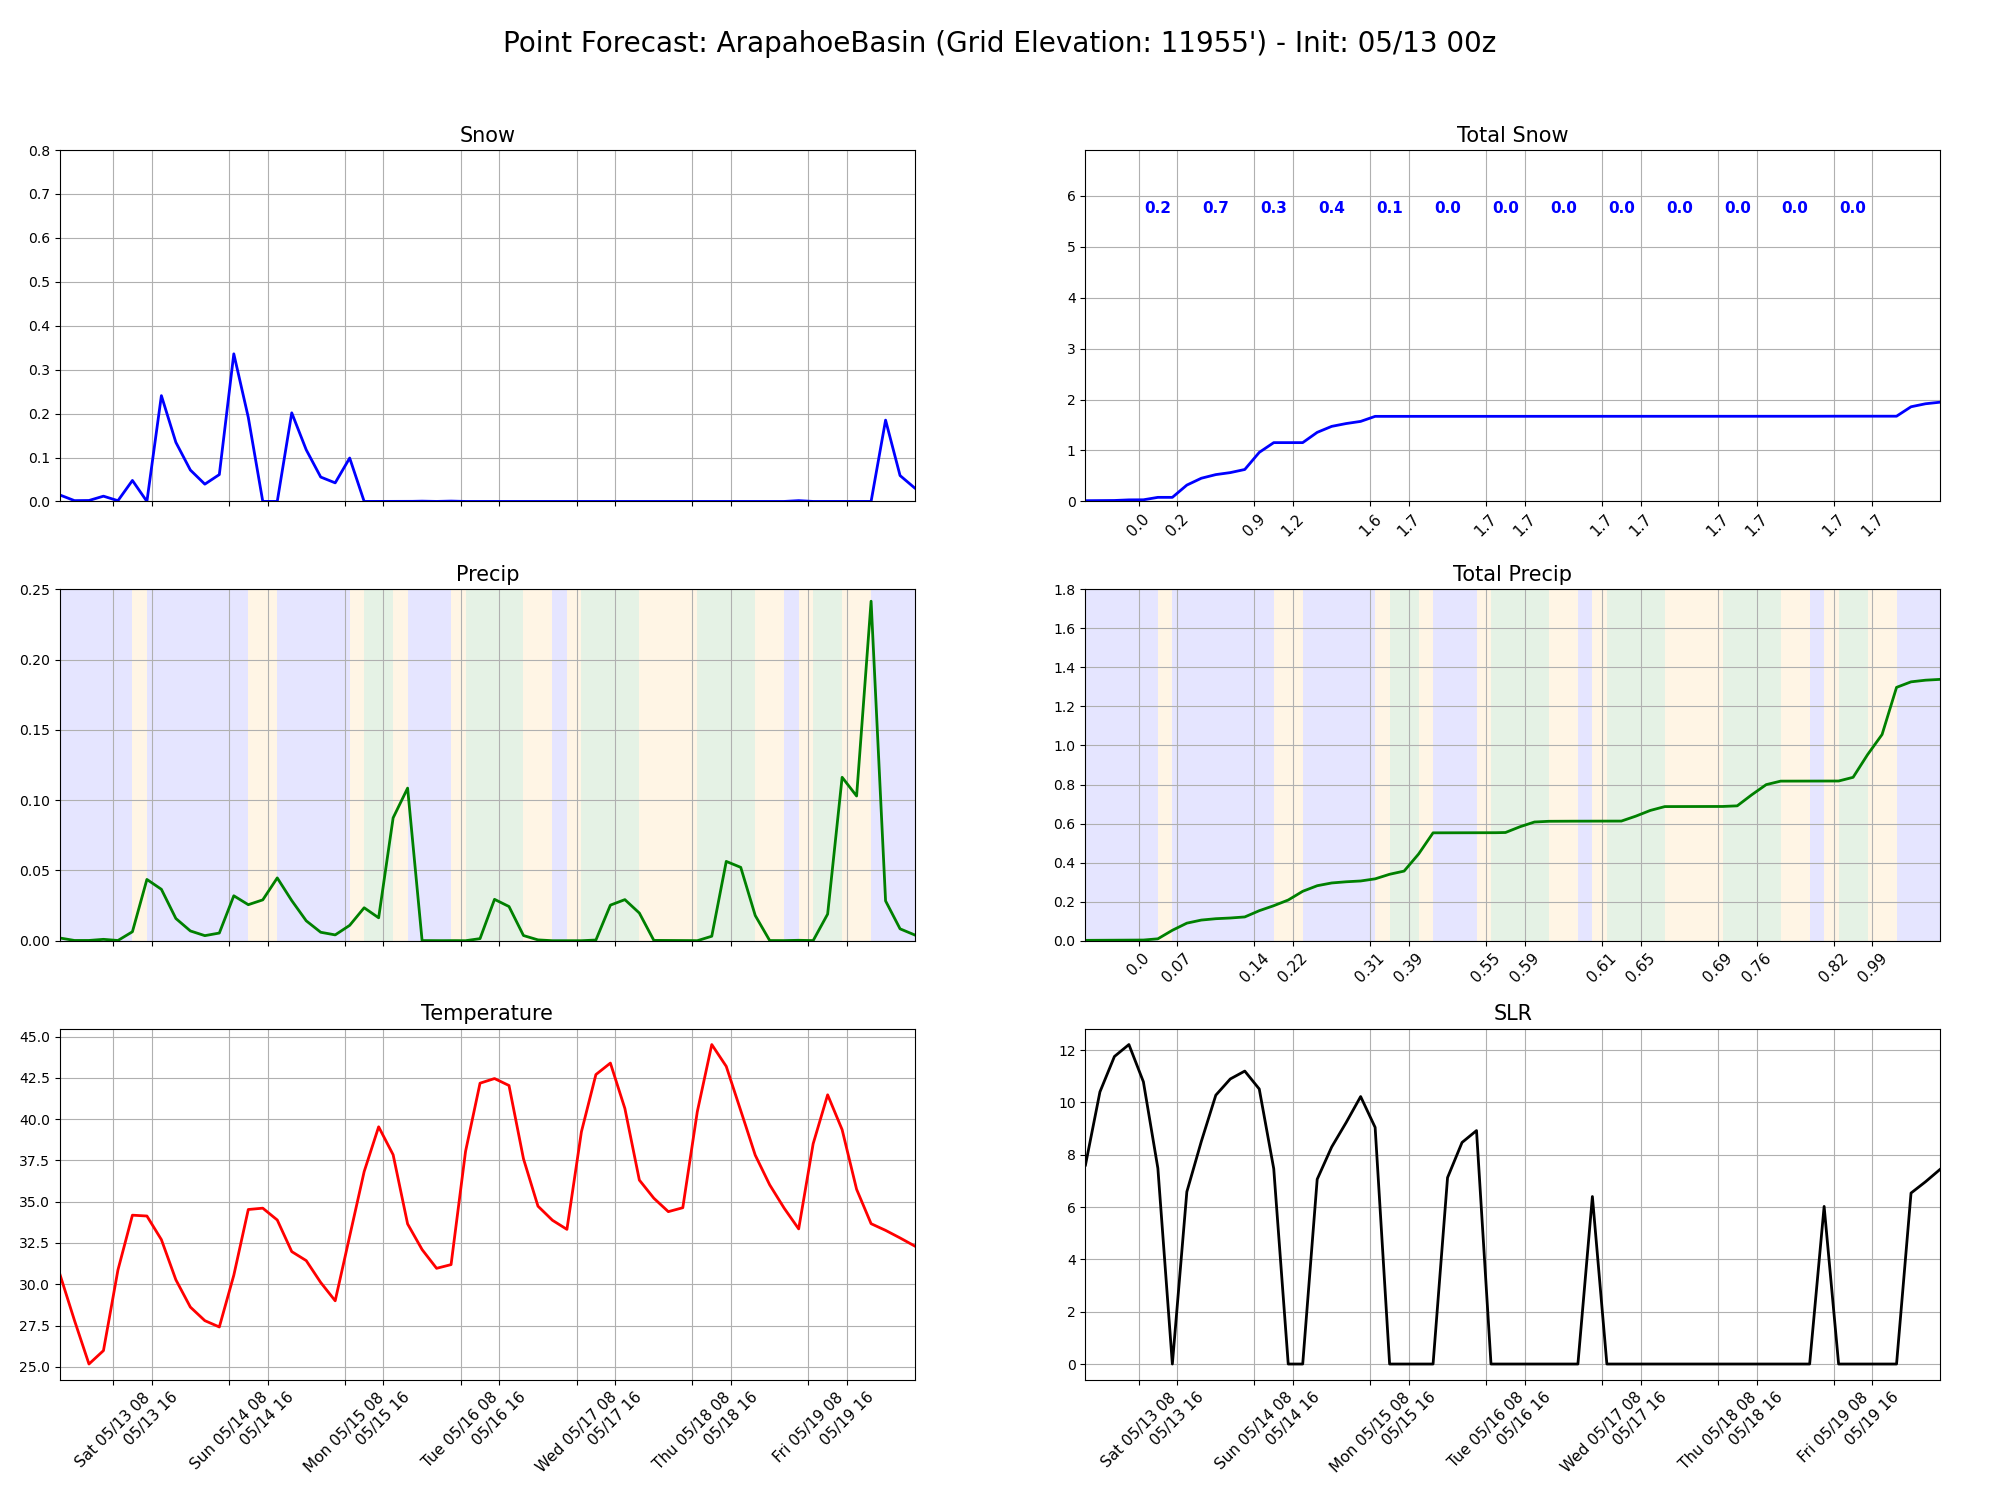 Point Forecast: ArapahoeBasin (Grid Elevation: 11955') - Init: 05/13 00z
Snow
0.8
0.7
0.6
0.5
0.4
0.3
0.2
0.1
0.0
Total Snow
6
5
4
3
2
1
0
0.2 0.7 0.3 0.4 0.1 0.0 0.0 0.0 0.0 0.0 0.0 0.0 0.0
0.0 0.2 0.9 1.2 1.6 1.7 1.7 1.7 1.7 1.7 1.7 1.7 1.7 1.7
Precip
0.25
0.20
0.15
0.10
0.05
0.00
Total Precip
1.8
1.6
1.4
1.2
1.0
0.8
0.6
0.4
0.2
0.0
0.0 0.07 0.14 0.22 0.31 0.39 0.55 0.59 0.61 0.65 0.69 0.76 0.82 0.99
Temperature
45.0
42.5
40.0
37.5
35.0
32.5
30.0
27.5
25.0
Sat 05/13 08
05/13 16
Sun 05/14 08
05/14 16
Mon 05/15 08
05/15 16
Tue 05/16 08
05/16 16
Wed 05/17 08
05/17 16
Thu 05/18 08
05/18 16
Fri 05/19 08
05/19 16
SLR
12
10
8
6
4
2
0
Sat 05/13 08
05/13 16
Sun 05/14 08
05/14 16
Mon 05/15 08
05/15 16
Tue 05/16 08
05/16 16
Wed 05/17 08
05/17 16
Thu 05/18 08
05/18 16
Fri 05/19 08
05/19 16